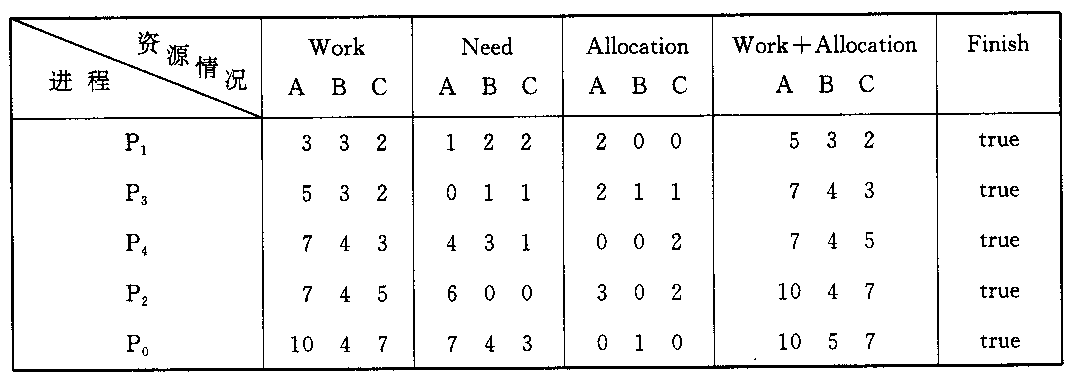 资源情况 Work Need Allocation Work+Allocation Finish
进程 A B C A B C A B C A B C
P₁ 3 3 2 1 2 2 2 0 0 5 3 2 true
P₃ 5 3 2 0 1 1 2 1 1 7 4 3 true
P₄ 7 4 3 4 3 1 0 0 2 7 4 5 true
P₂ 7 4 5 6 0 0 3 0 2 10 4 7 true
P₀ 10 4 7 7 4 3 0 1 0 10 5 7 true